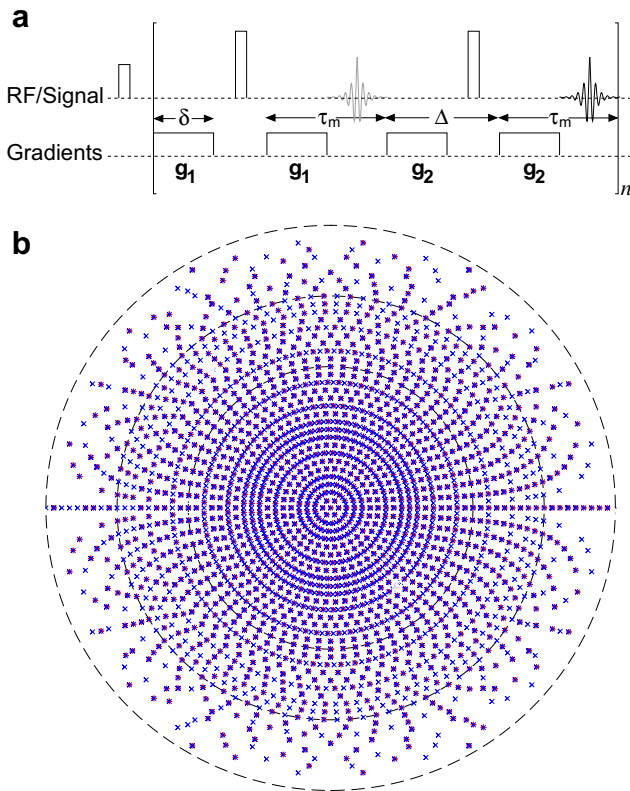 a
RF/Signal
δ τm Δ τm
Gradients
g1 g1 g2 g2
n
b